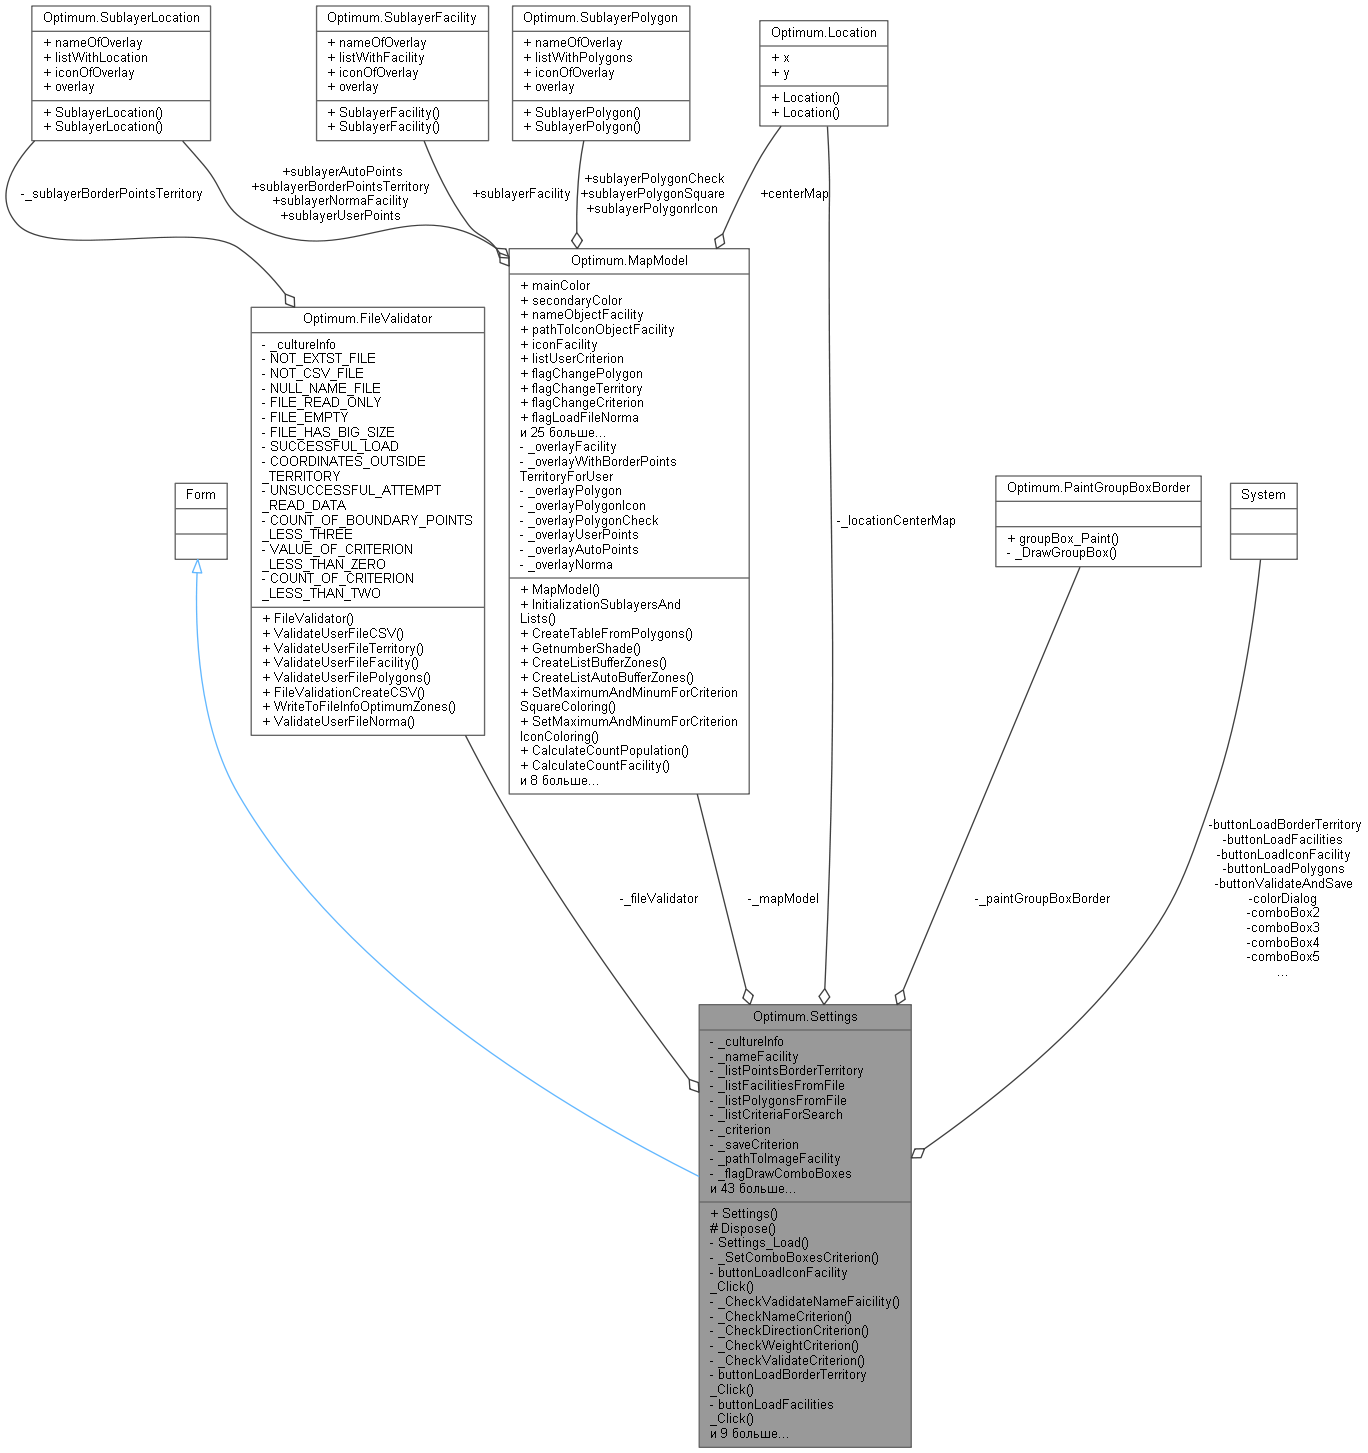 Optimum.SublayerLocation
+ nameOfOverlay
+ listWithLocation
+ iconOfOverlay
+ overlay
+ SublayerLocation()
+ SublayerLocation()
Optimum.SublayerFacility
+ nameOfOverlay
+ listWithFacility
+ iconOfOverlay
+ overlay
+ SublayerFacility()
+ SublayerFacility()
Optimum.SublayerPolygon
+ nameOfOverlay
+ listWithPolygons
+ iconOfOverlay
+ overlay
+ SublayerPolygon()
+ SublayerPolygon()
Optimum.Location
+ x
+ y
+ Location()
+ Location()
-_sublayerBorderPointsTerritory
+sublayerAutoPoints
+sublayerBorderPointsTerritory
+sublayerNormaFacility
+sublayerUserPoints
+sublayerFacility
+sublayerPolygonCheck
+sublayerPolygonSquare
+sublayerPolygonIcon
+centerMap
Optimum.FileValidator
- _cultureInfo
- NOT_EXTST_FILE
- NOT_CSV_FILE
- NULL_NAME_FILE
- FILE_READ_ONLY
- FILE_EMPTY
- FILE_HAS_BIG_SIZE
- SUCCESSFUL_LOAD
- COORDINATES_OUTSIDE
_TERRITORY
- UNSUCCESSFUL_ATTEMPT
_READ_DATA
- COUNT_OF_BOUNDARY_POINTS
_LESS_THREE
- VALUE_OF_CRITERION
_LESS_THAN_ZERO
- COUNT_OF_CRITERION
_LESS_THAN_TWO
+ FileValidator()
+ ValidateUserFileCSV()
+ ValidateUserFileTerritory()
+ ValidateUserFileFacility()
+ ValidateUserFilePolygons()
+ FileValidationCreateCSV()
+ WriteToFileInfoOptimumZones()
+ ValidateUserFileNorma()
Optimum.MapModel
+ mainColor
+ secondaryColor
+ nameObjectFacility
+ pathToIconObjectFacility
+ iconFacility
+ listUserCriterion
+ flagChangePolygon
+ flagChangeTerritory
+ flagChangeCriterion
+ flagLoadFileNorma
и 25 больше...
- _overlayFacility
- _overlayWithBorderPoints
TerritoryForUser
- _overlayPolygon
- _overlayPolygonIcon
- _overlayPolygonCheck
- _overlayUserPoints
- _overlayAutoPoints
- _overlayNorma
+ MapModel()
+ InitializationSublayersAnd
Lists()
+ CreateTableFromPolygons()
+ GetnumberShade()
+ CreateListBufferZones()
+ CreateListAutoBufferZones()
+ SetMaximumAndMinumForCriterion
SquareColoring()
+ SetMaximumAndMinumForCriterion
IconColoring()
+ CalculateCountPopulation()
+ CalculateCountFacility()
и 8 больше...
Form
-_locationCenterMap
Optimum.PaintGroupBoxBorder
+ groupBox_Paint()
- _DrawGroupBox()
System
-_fileValidator
-_mapModel
-_paintGroupBoxBorder
-buttonLoadBorderTerritory
-buttonLoadFacilities
-buttonLoadIconFacility
-buttonLoadPolygons
-buttonValidateAndSave
-colorDialog
-comboBox2
-comboBox3
-comboBox4
-comboBox5
...
Optimum.Settings
- _cultureInfo
- _nameFacility
- _listPointsBorderTerritory
- _listFacilitiesFromFile
- _listPolygonsFromFile
- _listCriteriaForSearch
- _criterion
- _saveCriterion
- _pathToImageFacility
- _flagDrawComboBoxes
и 43 больше...
+ Settings()
# Dispose()
- Settings_Load()
- _SetComboBoxesCriterion()
- buttonLoadIconFacility
_Click()
- _CheckVadidateNameFaicility()
- _CheckNameCriterion()
- _CheckDirectionCriterion()
- _CheckWeightCriterion()
- _CheckValidateCriterion()
- buttonLoadBorderTerritory
_Click()
- buttonLoadFacilities
_Click()
и 9 больше...